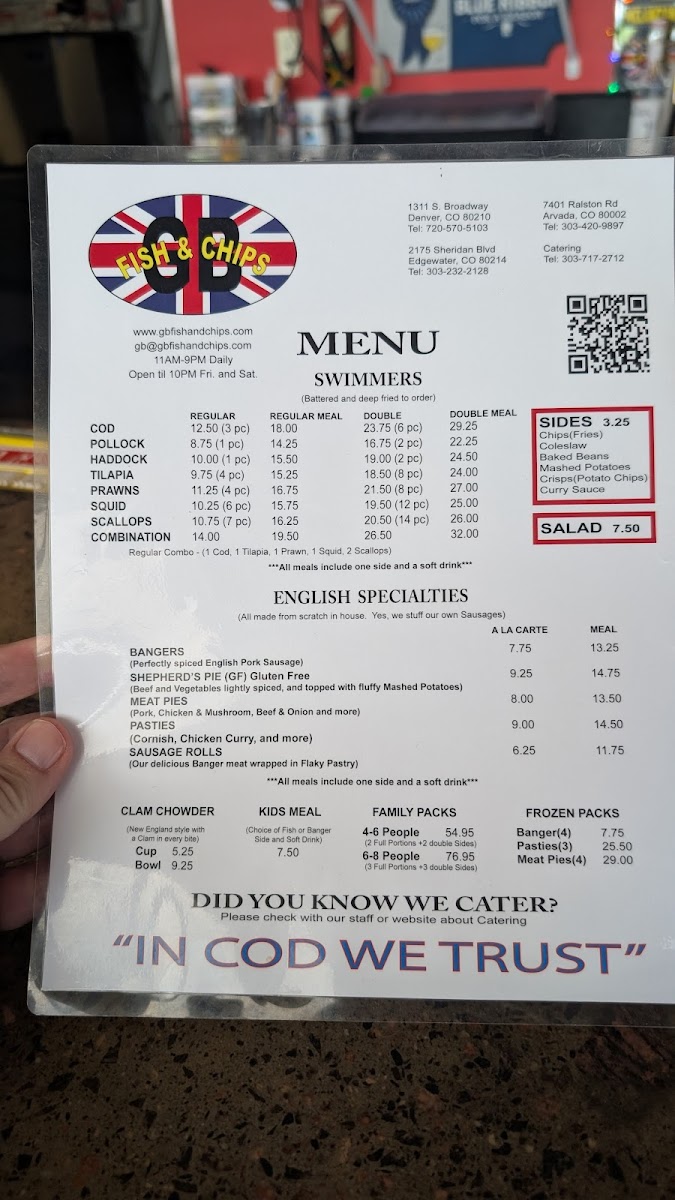 BLUE RIBBON
GB
FISH & CHIPS
1311 S. Broadway
Denver, CO 80210
Tel: 720-570-5103
2175 Sheridan Blvd
Edgewater, CO 80214
Tel: 303-232-2128
7401 Ralston Rd
Arvada, CO 80002
Tel: 303-420-9897
Catering
Tel: 303-717-2712
www.gbfishandchips.com
gb@gbfishandchips.com
11AM-9PM Daily
Open til 10PM Fri. and Sat.
MENU
SWIMMERS
(Battered and deep fried to order)
REGULAR REGULAR MEAL DOUBLE DOUBLE MEAL
COD 12.50 (3 pc) 18.00 23.75 (6 pc) 29.25
POLLOCK 8.75 (1 pc) 14.25 16.75 (2 pc) 22.25
HADDOCK 10.00 (1 pc) 15.50 19.00 (2 pc) 24.50
TILAPIA 9.75 (4 pc) 15.25 18.50 (8 pc) 24.00
PRAWNS 11.25 (4 pc) 16.75 21.50 (8 pc) 27.00
SQUID 10.25 (6 pc) 15.75 19.50 (12 pc) 25.00
SCALLOPS 10.75 (7 pc) 16.25 20.50 (14 pc) 26.00
COMBINATION 14.00 19.50 26.50 32.00
Regular Combo - (1 Cod, 1 Tilapia, 1 Prawn, 1 Squid, 2 Scallops)
***All meals include one side and a soft drink***
SIDES 3.25
Chips(Fries)
Coleslaw
Baked Beans
Mashed Potatoes
Crisps(Potato Chips)
Curry Sauce
SALAD 7.50
ENGLISH SPECIALTIES
(All made from scratch in house. Yes, we stuff our own Sausages)
A LA CARTE MEAL
BANGERS 7.75 13.25
(Perfectly spiced English Pork Sausage)
SHEPHERD'S PIE (GF) Gluten Free 9.25 14.75
(Beef and Vegetables lightly spiced, and topped with fluffy Mashed Potatoes)
MEAT PIES 8.00 13.50
(Pork, Chicken & Mushroom, Beef & Onion and more)
PASTIES 9.00 14.50
(Cornish, Chicken Curry, and more)
SAUSAGE ROLLS 6.25 11.75
(Our delicious Banger meat wrapped in Flaky Pastry)
***All meals include one side and a soft drink***
CLAM CHOWDER
(New England style with
a Clam in every bite)
Cup 5.25
Bowl 9.25
KIDS MEAL
(Choice of Fish or Banger
Side and Soft Drink)
7.50
FAMILY PACKS
4-6 People 54.95
(2 Full Portions +2 double Sides)
6-8 People 76.95
(3 Full Portions +3 double Sides)
FROZEN PACKS
Banger(4) 7.75
Pasties(3) 25.50
Meat Pies(4) 29.00
DID YOU KNOW WE CATER?
Please check with our staff or website about Catering
"IN COD WE TRUST"